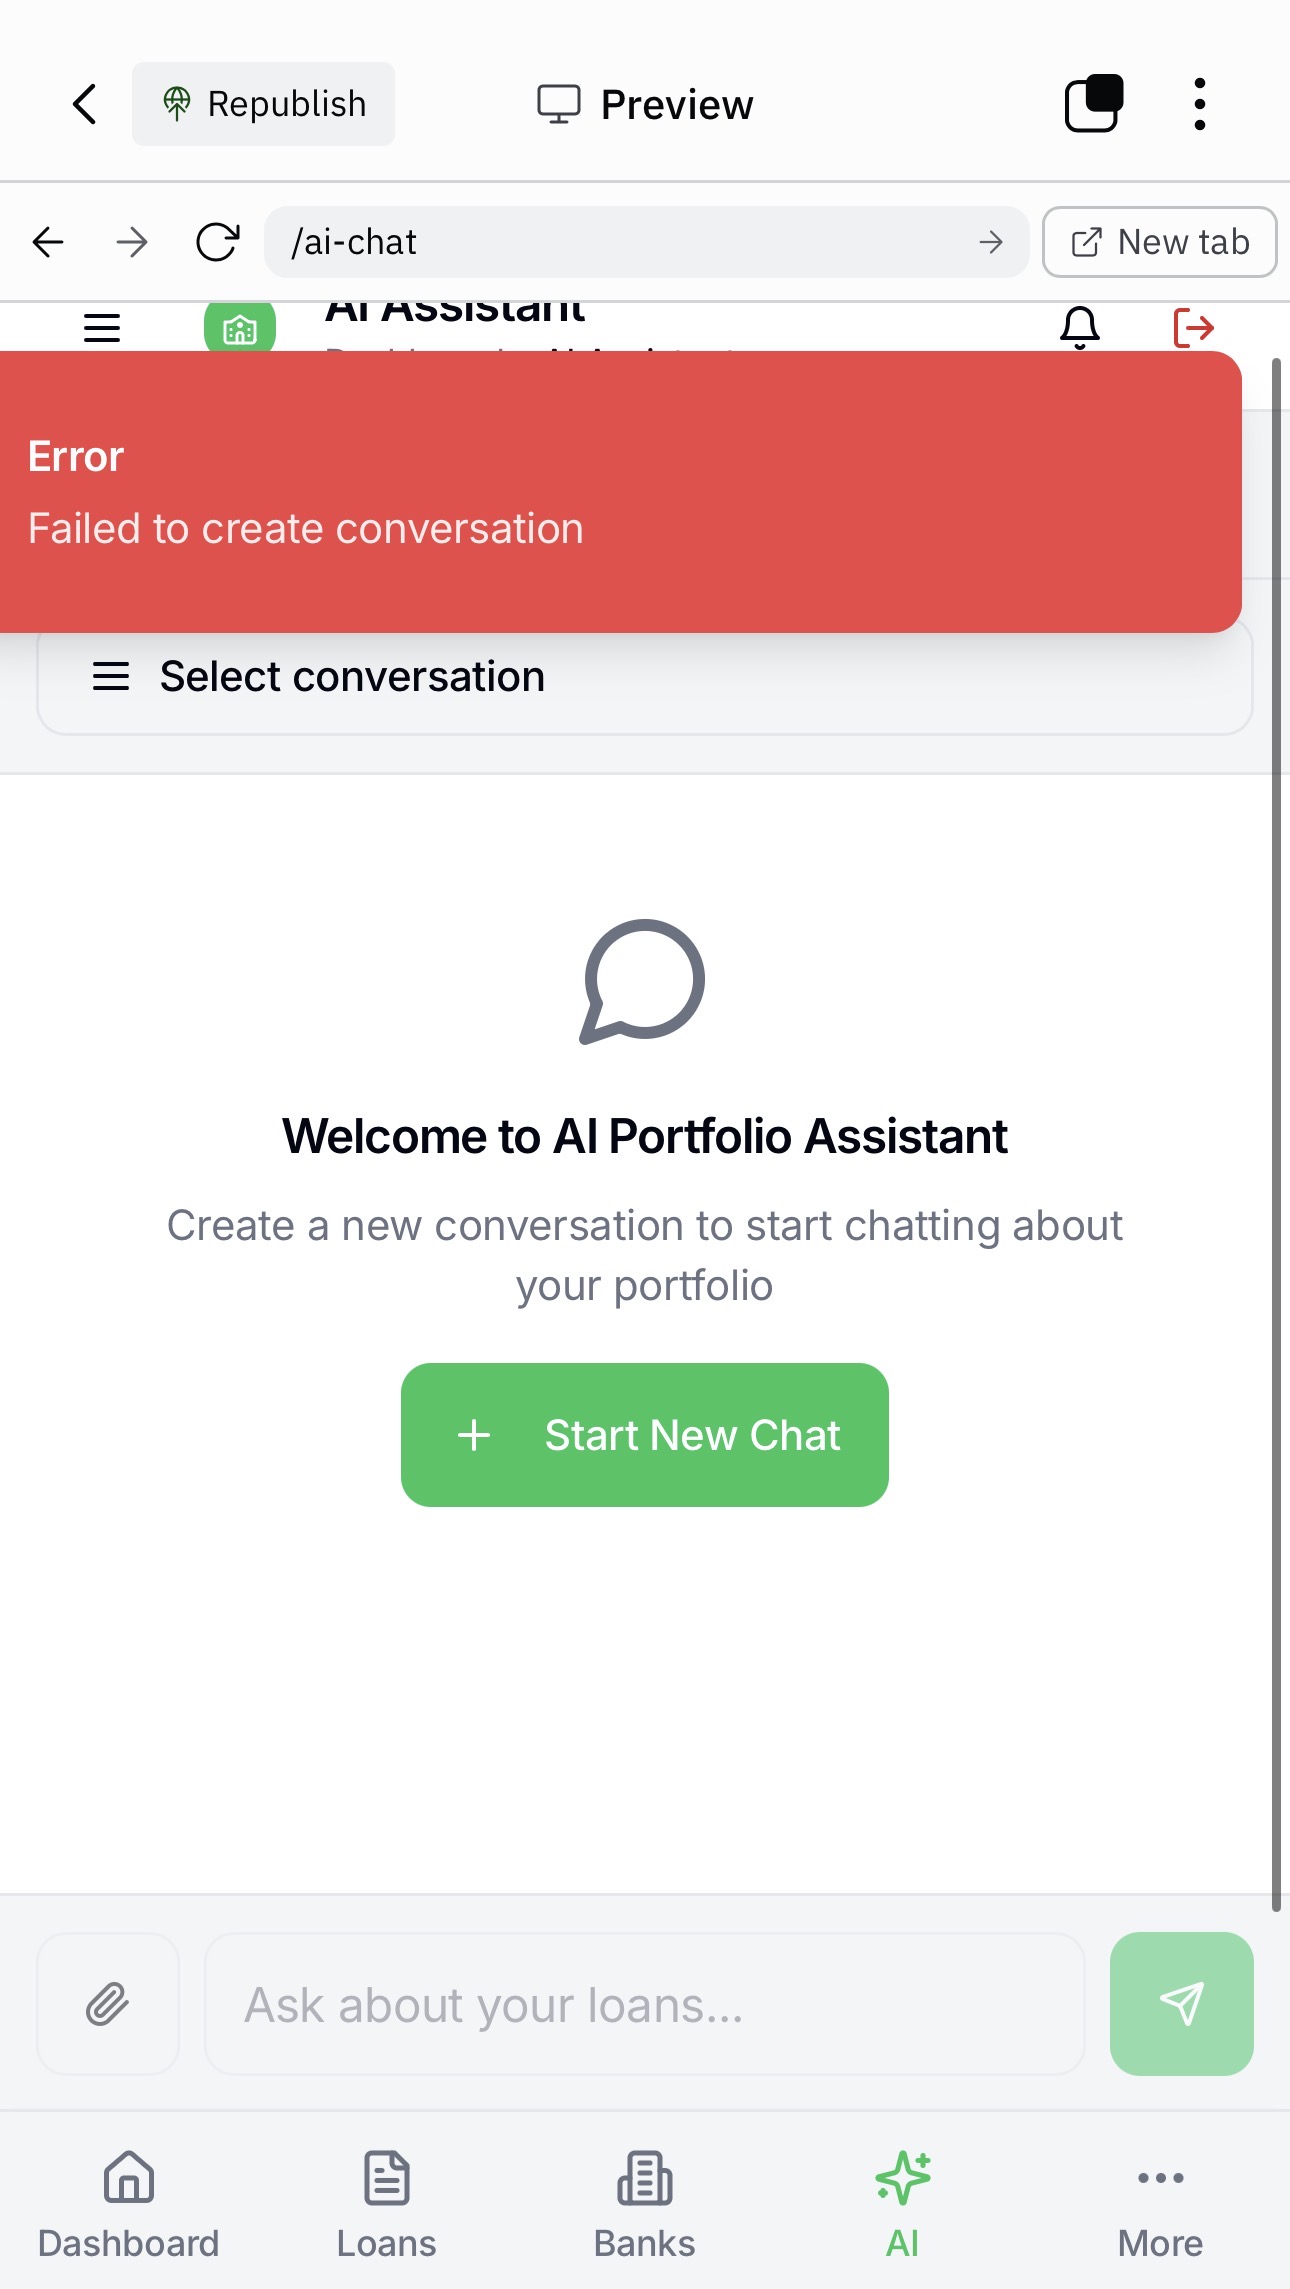 Republish
Preview
/ai-chat
New tab
AI Assistant
Error
Failed to create conversation
Select conversation
Welcome to AI Portfolio Assistant
Create a new conversation to start chatting about
your portfolio
Start New Chat
Ask about your loans...
Dashboard
Loans
Banks
AI
More